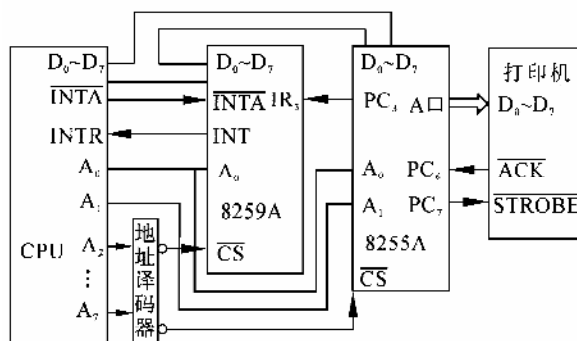 CPU
D₀~D₇
INTA
INTR
A₀
A₁
A₂
⋮
A₇
地址译码器
D₀~D₇
INTA
IR₃
INT
A₀
8259A
CS
D₀~D₇
PC₃
A口
A₀
PC₆
A₁
PC₇
8255A
CS
打印机
D₀~D₇
ACK
STROBE